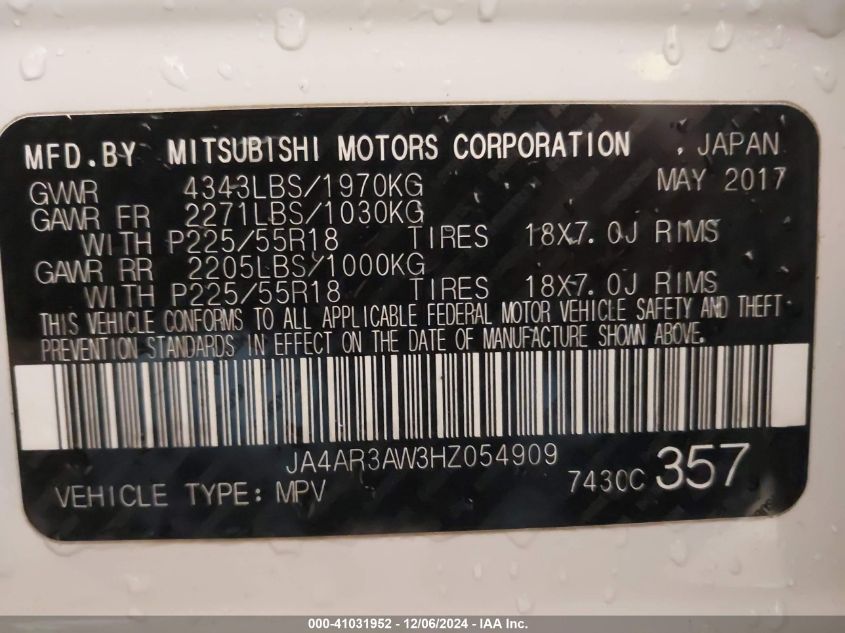 MFD.BY MITSUBISHI MOTORS CORPORATION , JAPAN
GVWR 4343LBS/1970KG MAY 2017
GAWR FR 2271LBS/1030KG
WITH P225/55R18 TIRES 18X7.0J RIMS
GAWR RR 2205LBS/1000KG
WITH P225/55R18 TIRES 18X7.0J RIMS
THIS VEHICLE CONFORMS TO ALL APPLICABLE FEDERAL MOTOR VEHICLE SAFETY AND THEFT
PREVENTION STANDARDS IN EFFECT ON THE DATE OF MANUFACTURE SHOWN ABOVE.
JA4AR3AW3HZ054909
VEHICLE TYPE: MPV 7430C 357
000-41031952 - 12/06/2024 - IAA Inc.